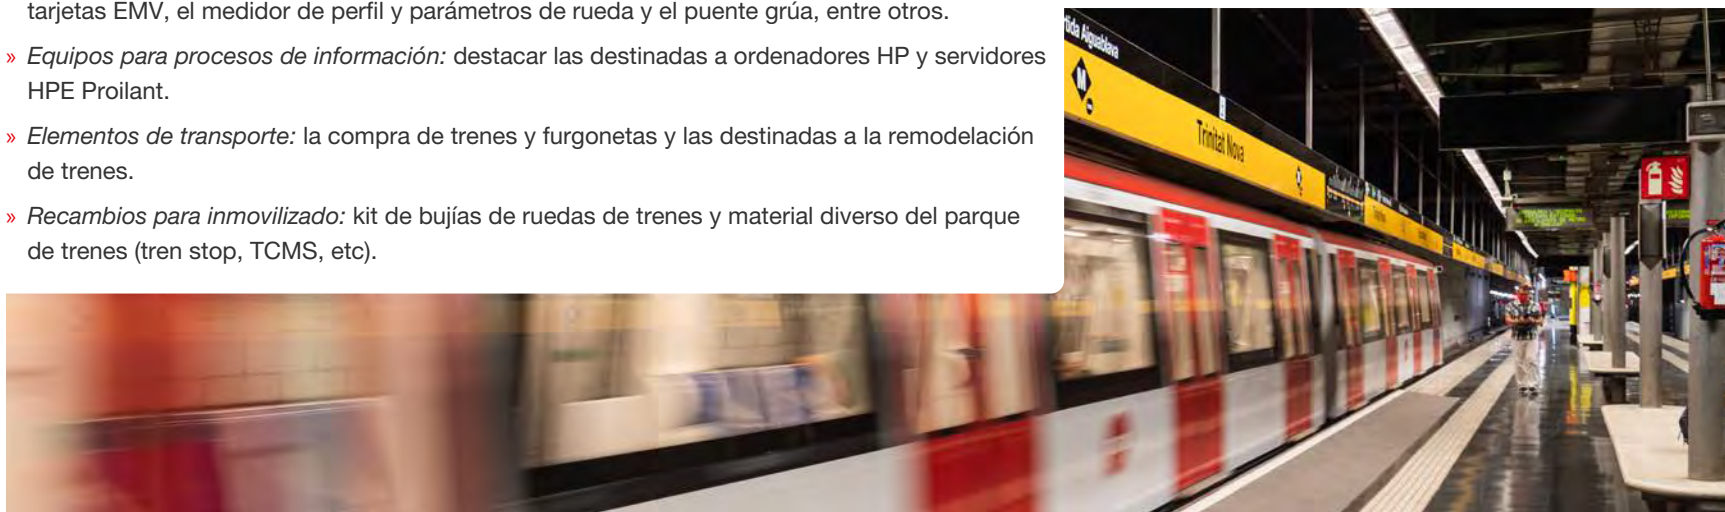 tarjetas EMV, el medidor de perfil y parámetros de rueda y el puente grúa, entre otros.
» Equipos para procesos de información: destacar las destinadas a ordenadores HP y servidores
HPE Proilant.
» Elementos de transporte: la compra de trenes y furgonetas y las destinadas a la remodelación
de trenes.
» Recambios para inmovilizado: kit de bujías de ruedas de trenes y material diverso del parque
de trenes (tren stop, TCMS, etc).
Aiguablava
M
Trinitat Nova